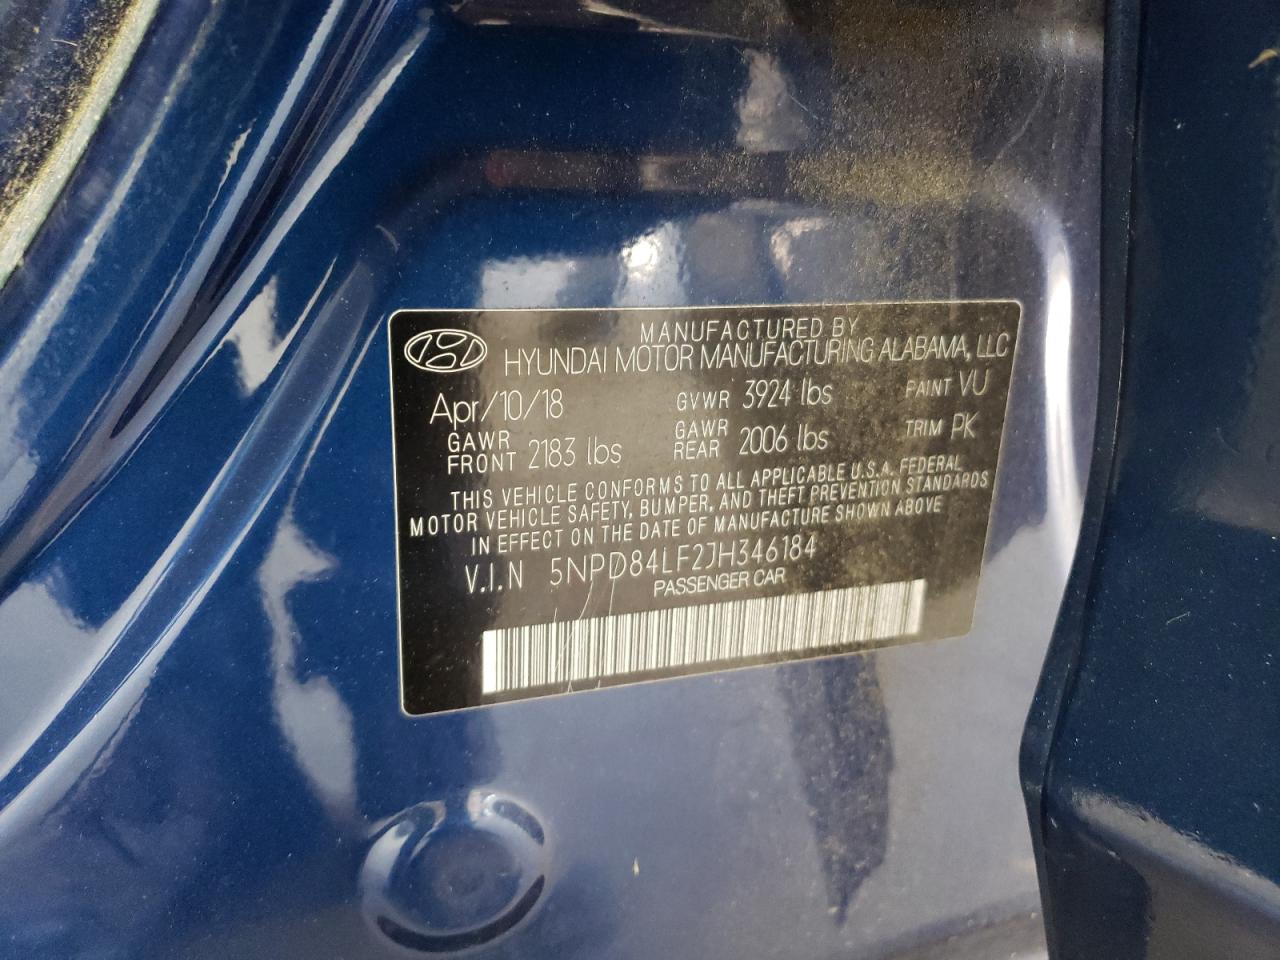 MANUFACTURED BY
HYUNDAI MOTOR MANUFACTURING ALABAMA, LLC
Apr/10/18 GVWR 3924 lbs PAINT VU
GAWR FRONT 2183 lbs GAWR REAR 2006 lbs TRIM PK
THIS VEHICLE CONFORMS TO ALL APPLICABLE U.S.A. FEDERAL
MOTOR VEHICLE SAFETY, BUMPER, AND THEFT PREVENTION STANDARDS
IN EFFECT ON THE DATE OF MANUFACTURE SHOWN ABOVE
V.I.N 5NPD84LF2JH346184
PASSENGER CAR